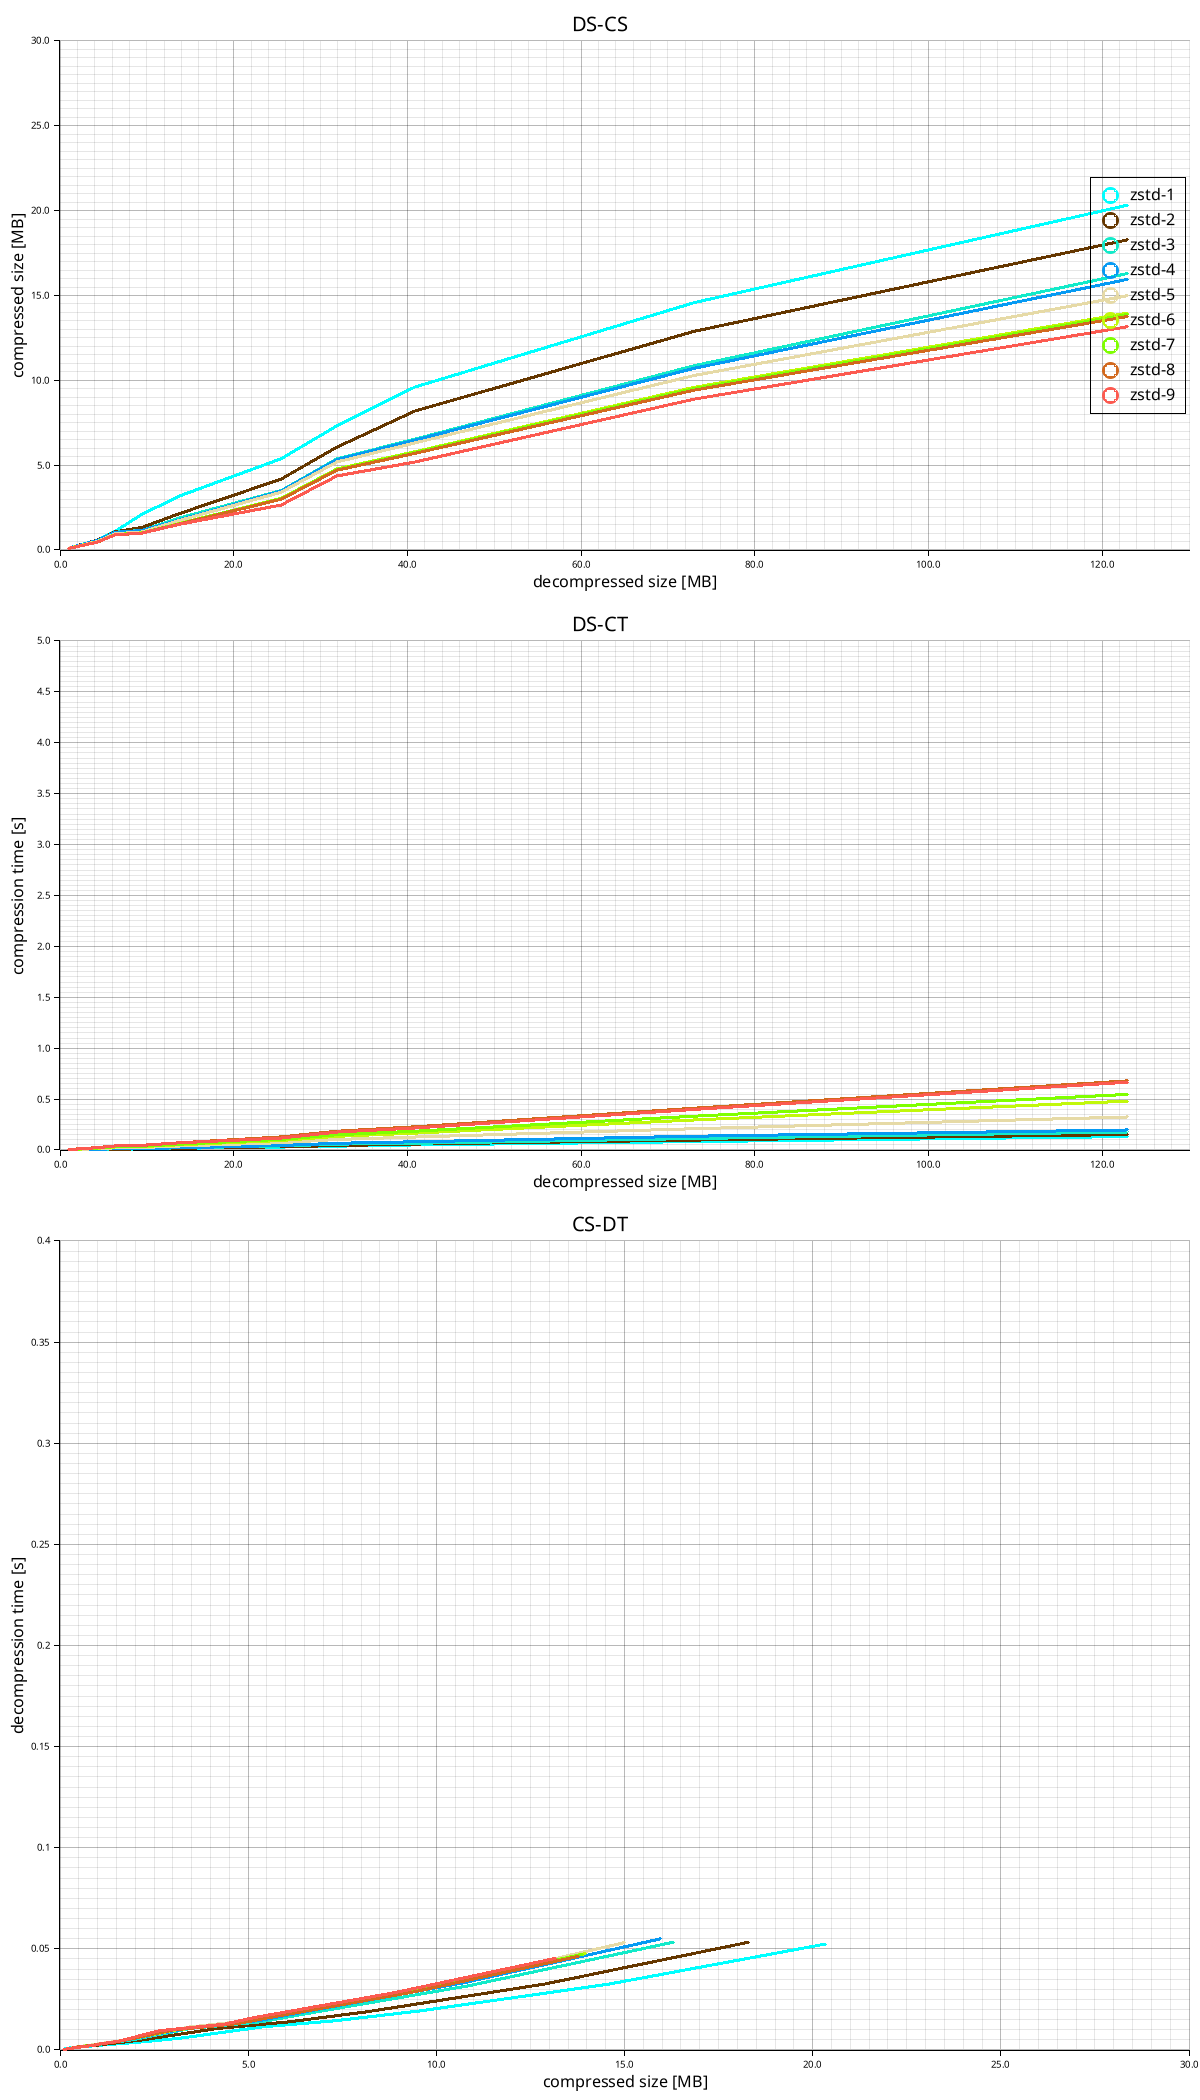 DS-CS
30.0
25.0
20.0
15.0
10.0
5.0
0.0
compressed size [MB]
zstd-1
zstd-2
zstd-3
zstd-4
zstd-5
zstd-6
zstd-7
zstd-8
zstd-9
0.0 20.0 40.0 60.0 80.0 100.0 120.0
decompressed size [MB]
DS-CT
5.0
4.5
4.0
3.5
3.0
2.5
2.0
1.5
1.0
0.5
0.0
compression time [s]
0.0 20.0 40.0 60.0 80.0 100.0 120.0
decompressed size [MB]
CS-DT
0.4
0.35
0.3
0.25
0.2
0.15
0.1
0.05
0.0
decompression time [s]
0.0 5.0 10.0 15.0 20.0 25.0 30.0
compressed size [MB]